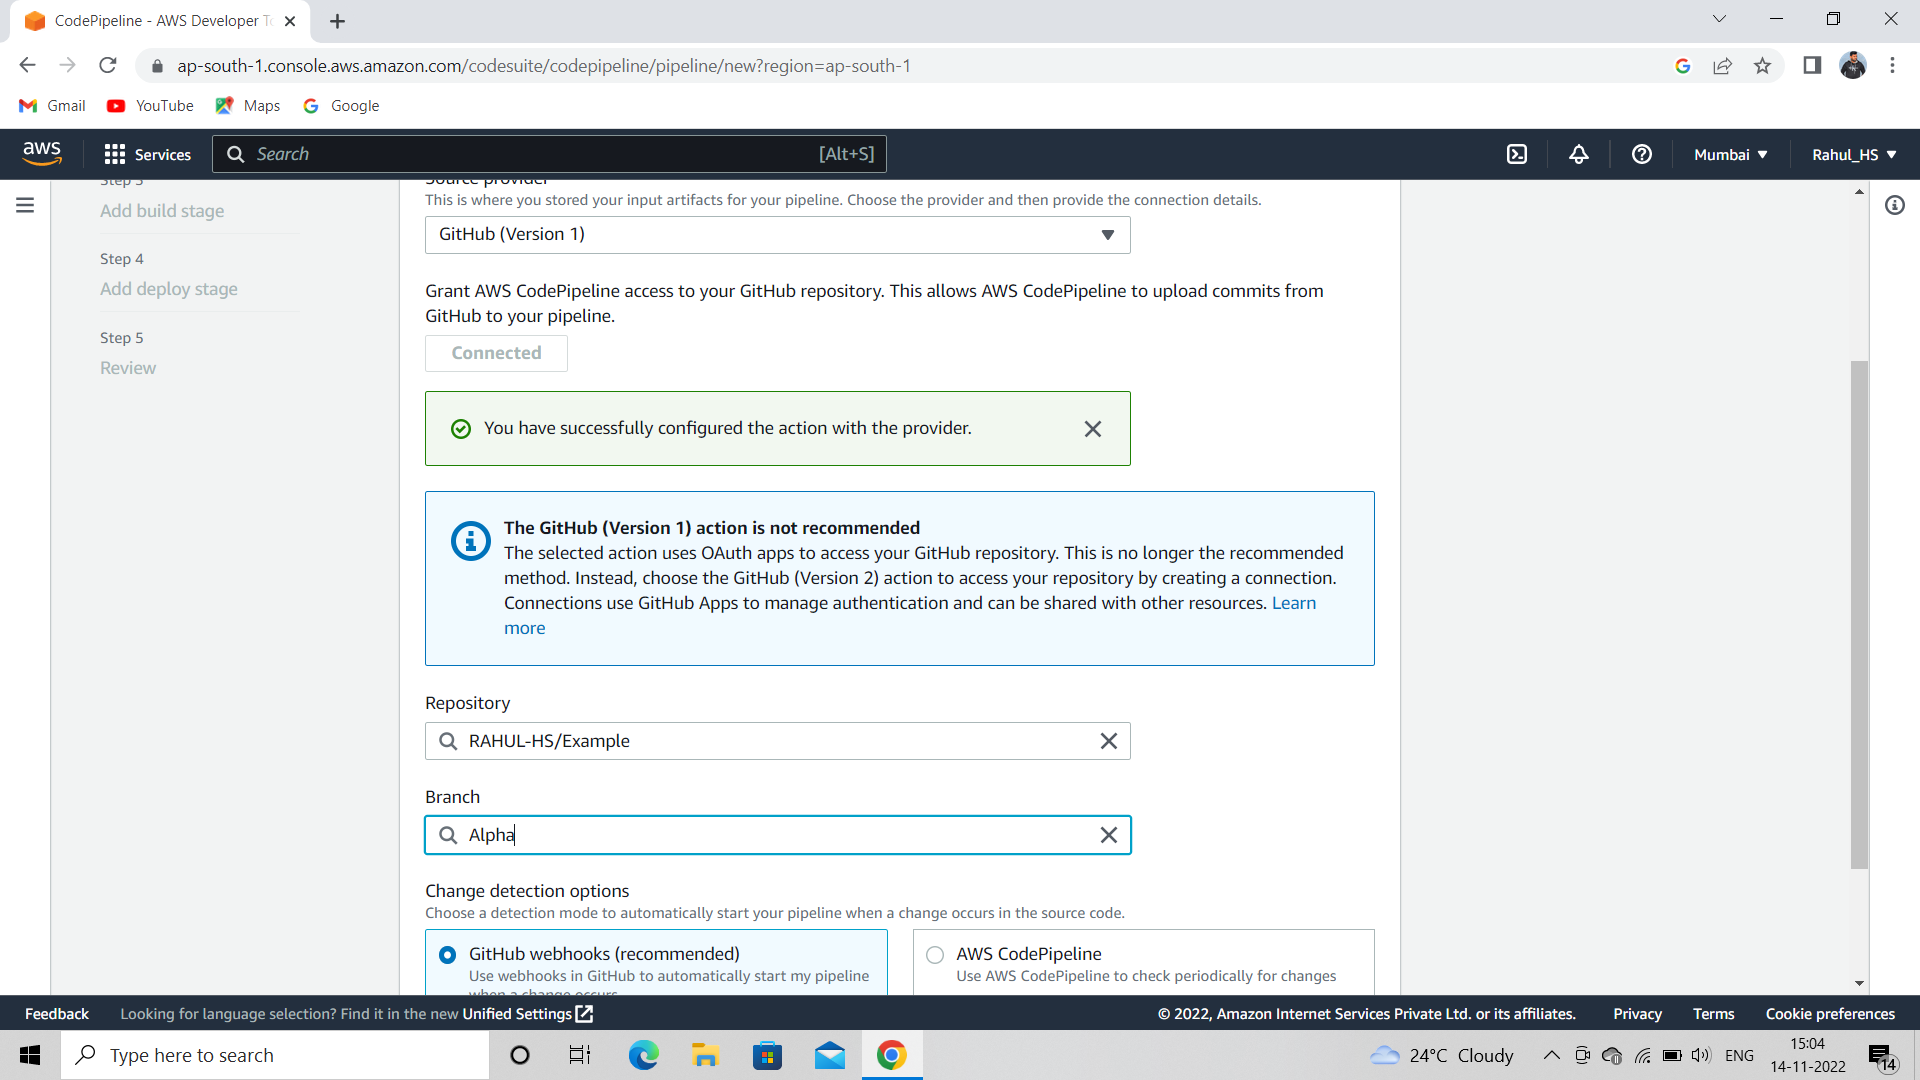 CodePipeline - AWS Developer To
ap-south-1.console.aws.amazon.com/codesuite/codepipeline/pipeline/new?region=ap-south-1
Gmail YouTube Maps Google
aws Services Search [Alt+S] Mumbai Rahul_HS
Step 3
Add build stage
Step 4
Add deploy stage
Step 5
Review
Source provider
This is where you stored your input artifacts for your pipeline. Choose the provider and then provide the connection details.
GitHub (Version 1)
Grant AWS CodePipeline access to your GitHub repository. This allows AWS CodePipeline to upload commits from
GitHub to your pipeline.
Connected
You have successfully configured the action with the provider.
The GitHub (Version 1) action is not recommended
The selected action uses OAuth apps to access your GitHub repository. This is no longer the recommended
method. Instead, choose the GitHub (Version 2) action to access your repository by creating a connection.
Connections use GitHub Apps to manage authentication and can be shared with other resources. Learn
more
Repository
RAHUL-HS/Example
Branch
Alpha
Change detection options
Choose a detection mode to automatically start your pipeline when a change occurs in the source code.
GitHub webhooks (recommended)
Use webhooks in GitHub to automatically start my pipeline
when a change occurs
AWS CodePipeline
Use AWS CodePipeline to check periodically for changes
Feedback Looking for language selection? Find it in the new Unified Settings © 2022, Amazon Internet Services Private Ltd. or its affiliates. Privacy Terms Cookie preferences
Type here to search 24°C Cloudy ENG 15:04
14-11-2022 14